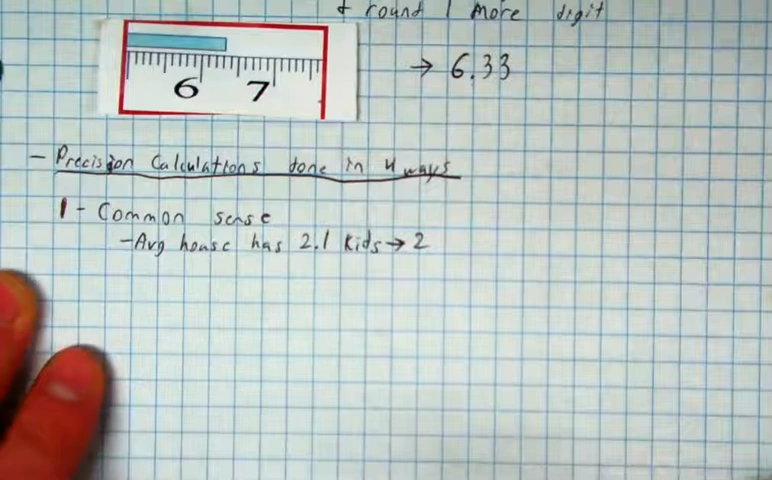 + round 1 more digit
6 7
→ 6.33
- Precision Calculations done in 4 ways
1 - Common sense
- Avg house has 2.1 kids → 2